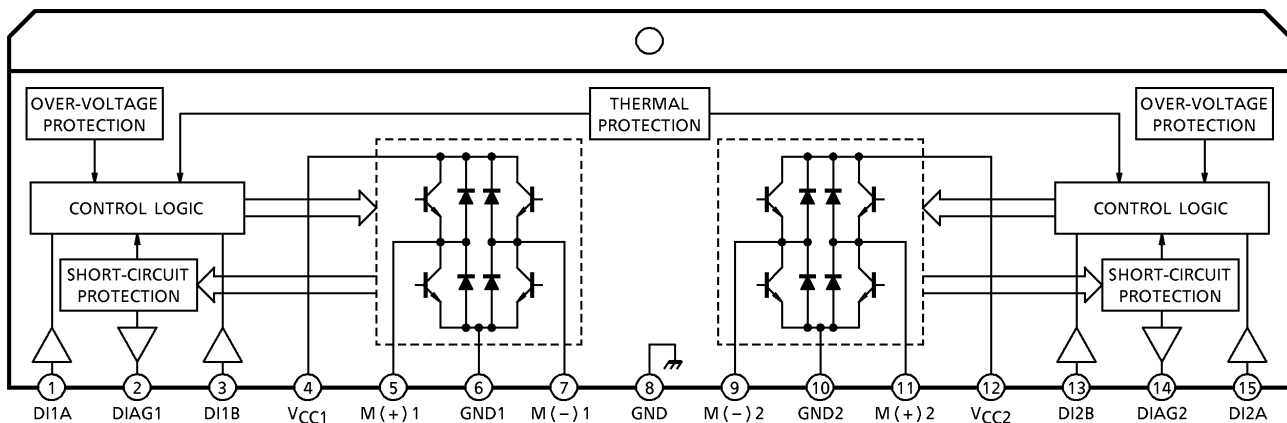 OVER-VOLTAGE
PROTECTION
THERMAL
PROTECTION
OVER-VOLTAGE
PROTECTION
CONTROL LOGIC
CONTROL LOGIC
SHORT-CIRCUIT
PROTECTION
SHORT-CIRCUIT
PROTECTION
1 2 3 4 5 6 7 8 9 10 11 12 13 14 15
DI1A DIAG1 DI1B VCC1 M(+)1 GND1 M(−)1 GND M(−)2 GND2 M(+)2 VCC2 DI2B DIAG2 DI2A